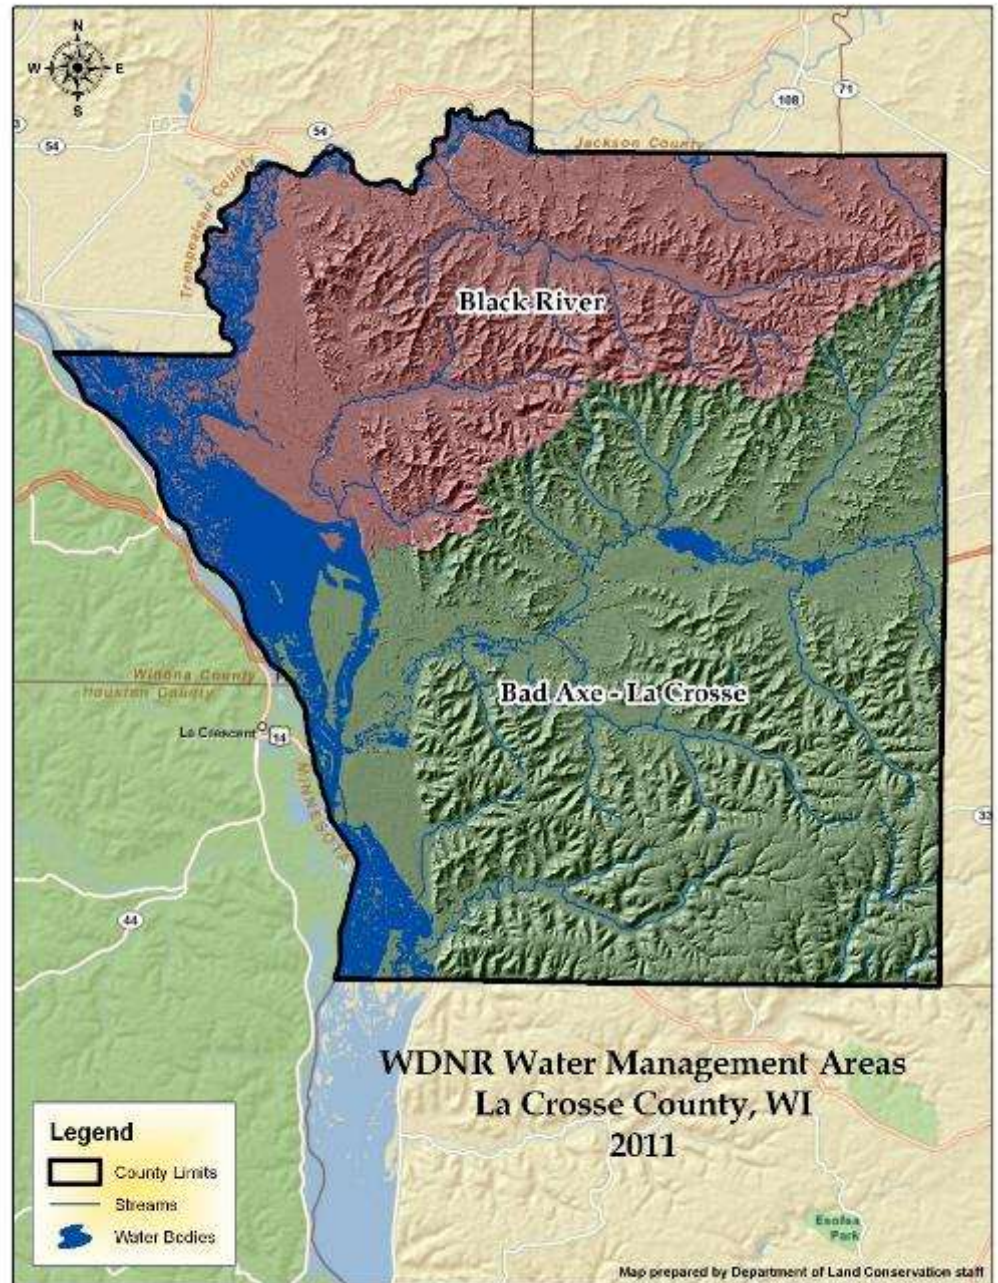 N
W
E
S
54
54
108
71
Jackson County
Trempealeau County
Black River
Winona County
Houston County
La Crescent
14
MINNESOTA
Bad Axe - La Crosse
33
44
WDNR Water Management Areas
La Crosse County, WI
2011
Legend
County Limits
Streams
Water Bodies
Park
Map prepared by Department of Land Conservation staff